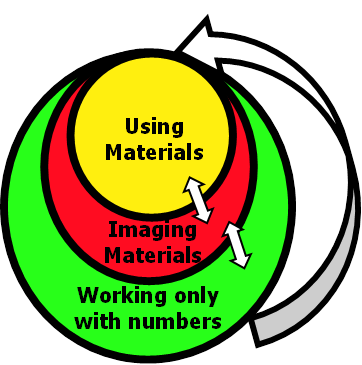 Using
Materials
Imaging
Materials
Working only
with numbers